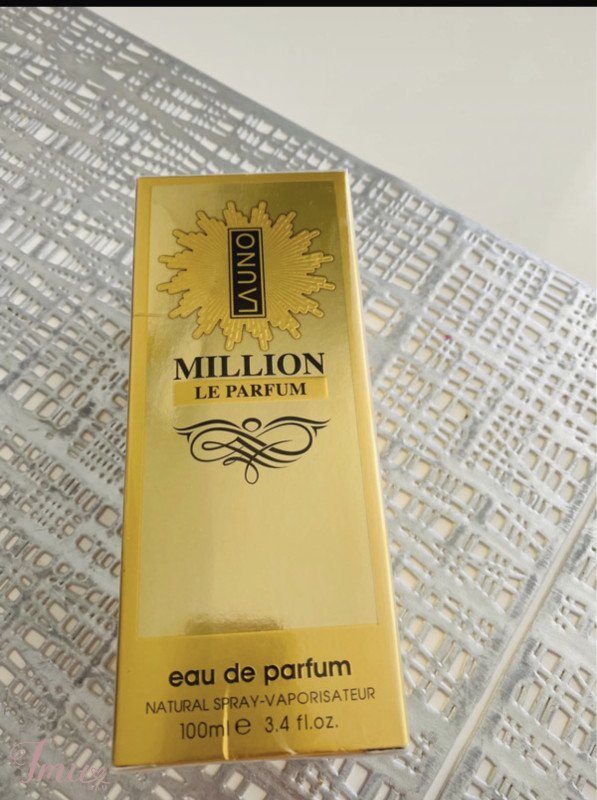 LAUNO
MILLION
LE PARFUM
eau de parfum
NATURAL SPRAY-VAPORISATEUR
100ml e 3.4 fl.oz.